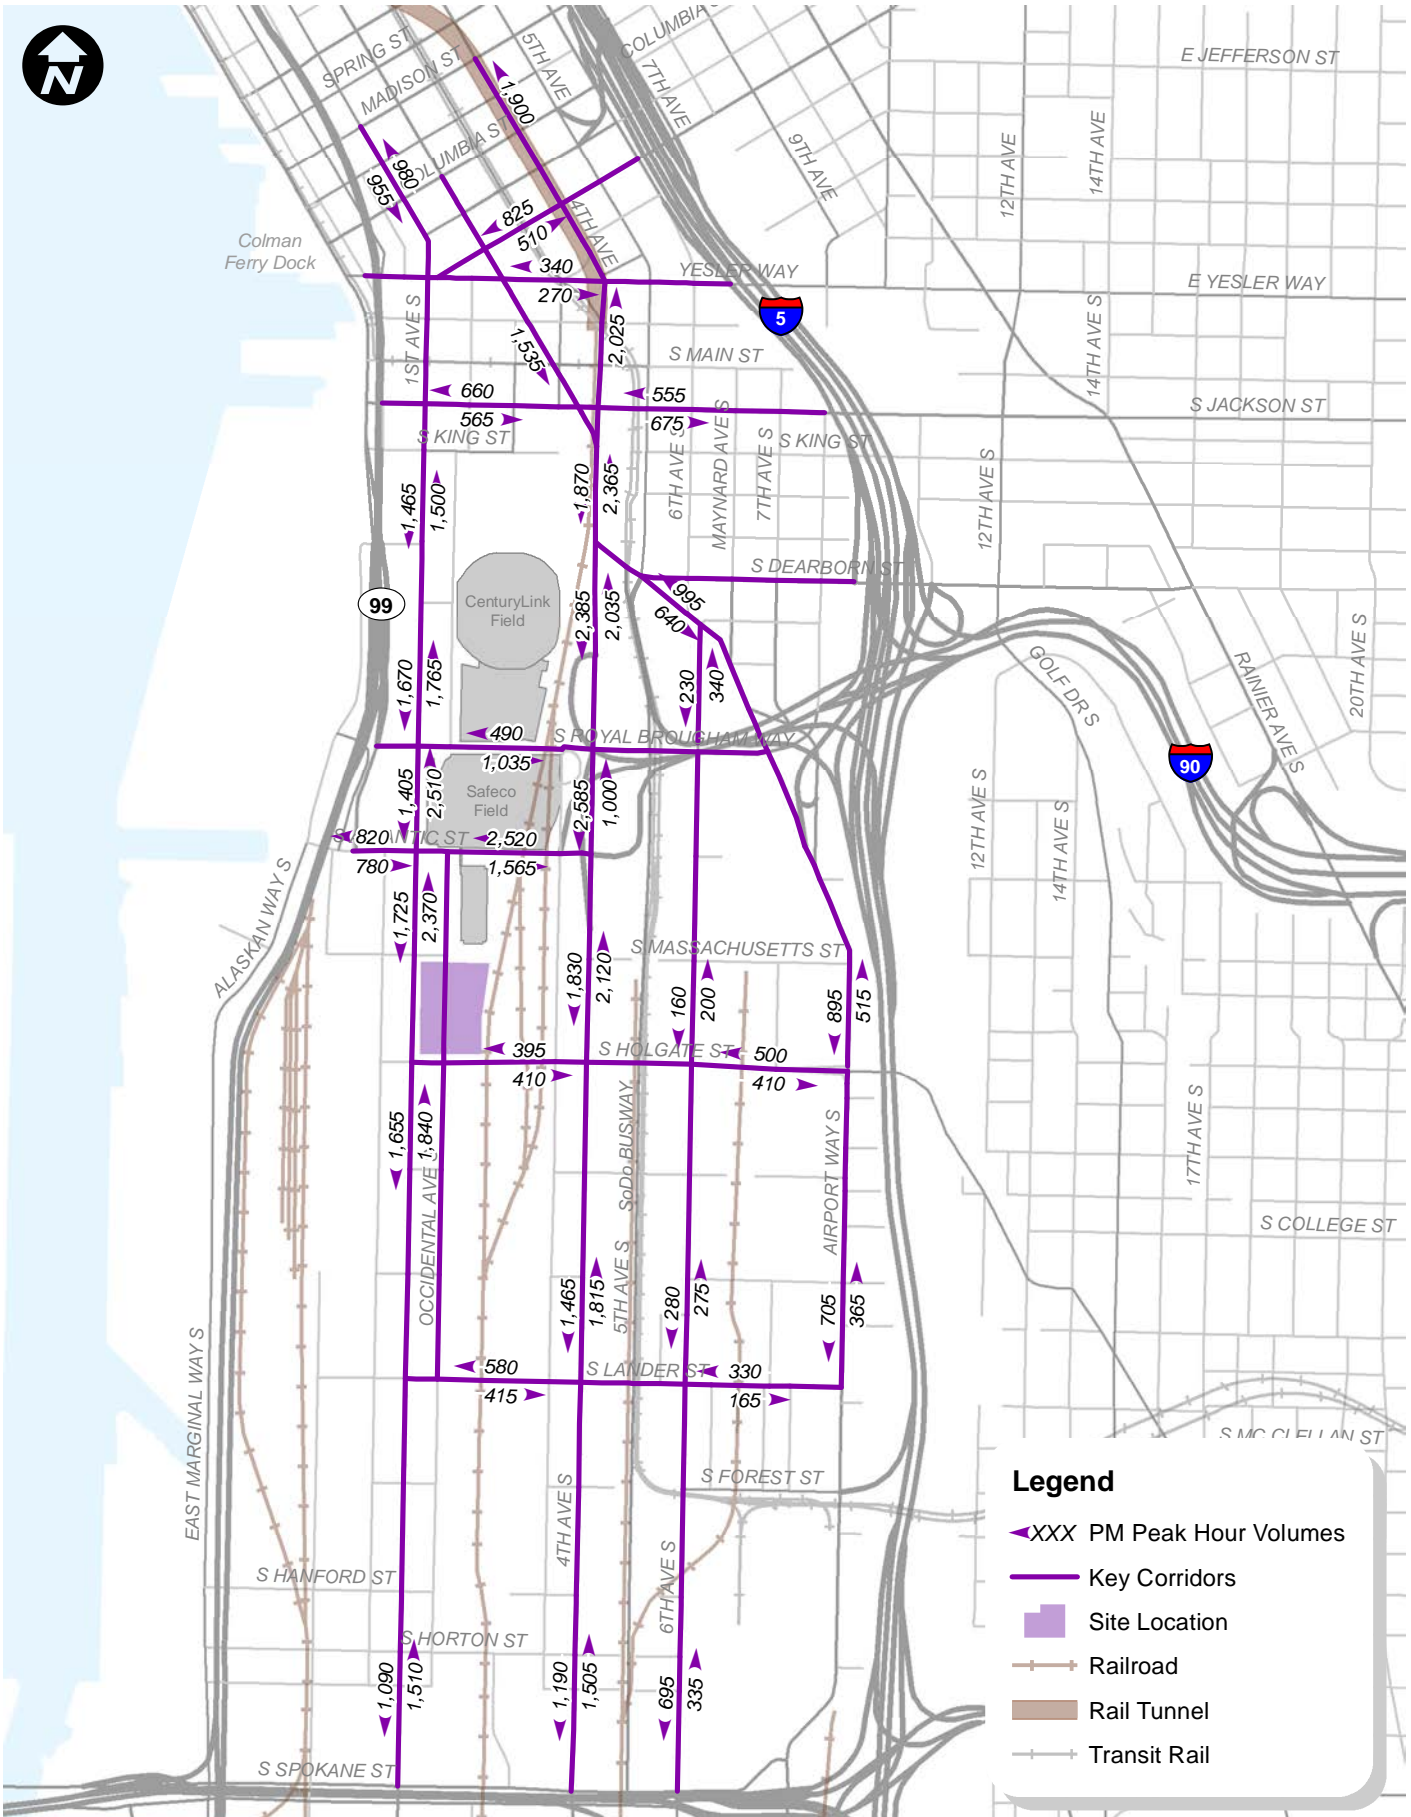 N
SPRING ST
MADISON ST
5TH AVE
COLUMBIA
7TH AVE
E JEFFERSON ST
1,900
9TH AVE
12TH AVE
14TH AVE
980
955
825
510
4TH AVE
Colman
Ferry Dock
340
270
YESLER WAY
E YESLER WAY
5
1ST AVE S
1,535
2,025
S MAIN ST
14TH AVE S
660
565
555
675
S JACKSON ST
S KING ST
S KING ST
6TH AVE S
MAYNARD AVE S
7TH AVE S
12TH AVE S
1,465
1,500
1,870
2,365
CenturyLink
Field
S DEARBORN ST
99
2,385
2,035
995
640
1,670
1,765
230
340
GOLF DR S
RAINIER AVE S
20TH AVE S
490
1,035
S ROYAL BROUGHAM WAY
90
1,405
2,510
Safeco
Field
2,585
1,000
12TH AVE S
14TH AVE S
820
780
2,520
1,565
ALASKAN WAY S
1,725
2,370
S MASSACHUSETTS ST
1,830
2,120
160
200
895
515
395
410
S HOLGATE ST
500
410
1,655
1,840
OCCIDENTAL AVE S
SoDo BUSWAY
AIRPORT WAY S
17TH AVE S
S COLLEGE ST
1,465
1,815
5TH AVE S
280
275
705
365
580
415
S LANDER ST
330
165
EAST MARGINAL WAY S
S MC CLELLAN ST
S FOREST ST
4TH AVE S
6TH AVE S
S HANFORD ST
S HORTON ST
1,090
1,510
1,190
1,505
695
335
S SPOKANE ST
Legend
XXX PM Peak Hour Volumes
Key Corridors
Site Location
Railroad
Rail Tunnel
Transit Rail